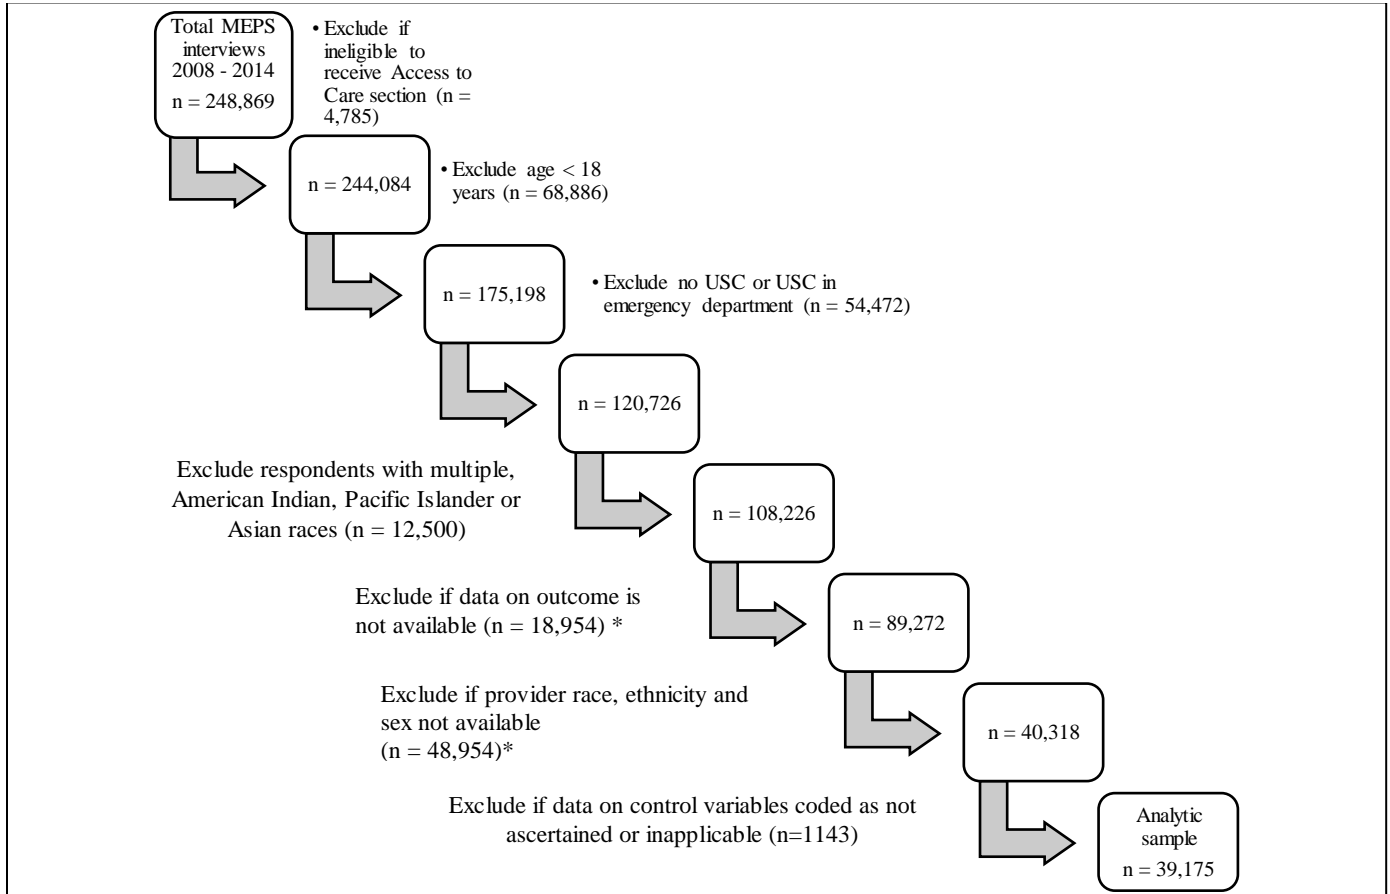 Total MEPS
interviews
2008 - 2014
n = 248,869
• Exclude if
ineligible to
receive Access to
Care section (n =
4,785)
n = 244,084
• Exclude age < 18
years (n = 68,886)
n = 175,198
• Exclude no USC or USC in
emergency department (n = 54,472)
n = 120,726
Exclude respondents with multiple,
American Indian, Pacific Islander or
Asian races (n = 12,500)
n = 108,226
Exclude if data on outcome is
not available (n = 18,954) *
n = 89,272
Exclude if provider race, ethnicity and
sex not available
(n = 48,954)*
n = 40,318
Exclude if data on control variables coded as not
ascertained or inapplicable (n=1143)
Analytic
sample
n = 39,175